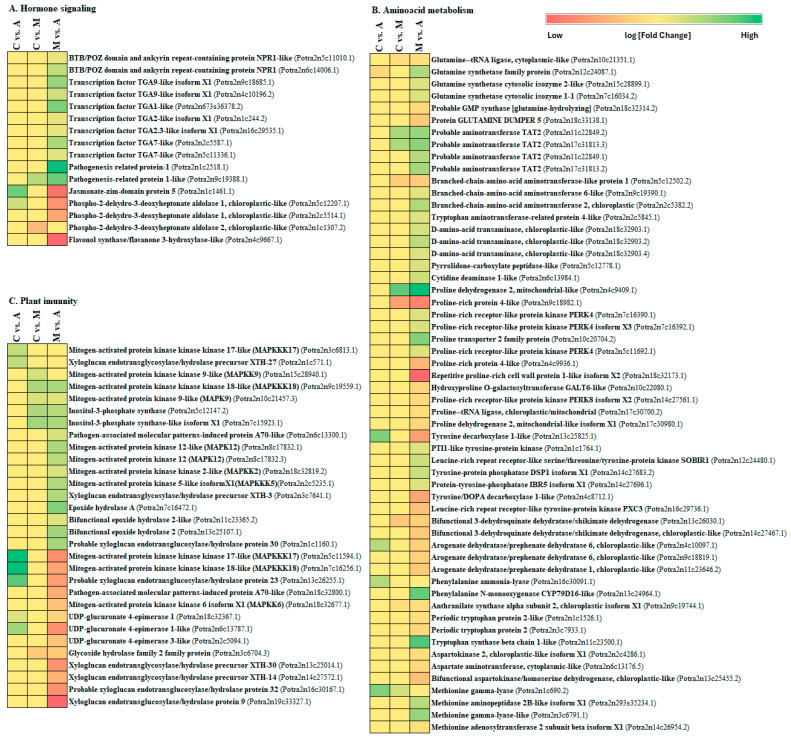 A. Hormone signaling
C vs. A
C vs. M
M vs. A
BTB/POZ domain and ankyrin repeat-containing protein NPR1-like (Potra2n5c11010.1)
BTB/POZ domain and ankyrin repeat-containing protein NPR1 (Potra2n6c14006.1)
Transcription factor TGA9-like isoform X1 (Potra2n9c18685.1)
Transcription factor TGA9-like isoform X1 (Potra2n4c10196.2)
Transcription factor TGA1-like (Potra2n673s36378.2)
Transcription factor TGA2-like isoform X1 (Potra2n1c244.2)
Transcription factor TGA2.3-like isoform X1 (Potra2n16c29535.1)
Transcription factor TGA7-like (Potra2n2c5587.1)
Transcription factor TGA7-like (Potra2n5c11336.1)
Pathogenesis related protein-1 (Potra2n1c2518.1)
Pathogenesis-related protein 1-like (Potra2n9c19388.1)
Jasmonate-zim-domain protein 5 (Potra2n1c1461.1)
Phospho-2-dehydro-3-deoxyheptonate aldolase 1, chloroplastic-like (Potra2n5c12207.1)
Phospho-2-dehydro-3-deoxyheptonate aldolase 1, chloroplastic-like (Potra2n2c5514.1)
Phospho-2-dehydro-3-deoxyheptonate aldolase 2, chloroplastic-like (Potra2n1c1307.2)
Flavonol synthase/flavanone 3-hydroxylase-like (Potra2n4c9667.1)
C. Plant imunnity
C vs. A
C vs. M
M vs. A
Mitogen-activated protein kinase kinase kinase 17-like (MAPKKK17) (Potra2n3c6813.1)
Xyloglucan endotransglycosylase/hydrolase precursor XTH-27 (Potra2n1c571.1)
Mitogen-activated protein kinase kinase 9-like (MAPKK9) (Potra2n15c28940.1)
Mitogen-activated protein kinase kinase kinase 18-like (MAPKKK18) (Potra2n9c19559.1)
Mitogen-activated protein kinase 9-like (MAPK9) (Potra2n10c21457.3)
Inositol-3-phosphate synthase (Potra2n5c12147.2)
Inositol-3-phosphate synthase-like isoform X1 (Potra2n7c15923.1)
Pathogen-associated molecular patterns-induced protein A70-like (Potra2n6c13300.1)
Mitogen-activated protein kinase 12-like (MAPK12) (Potra2n8c17832.1)
Mitogen-activated protein kinase 12 (MAPK12) (Potra2n8c17832.3)
Mitogen-activated protein kinase kinase 2-like (MAPKK2) (Potra2n18c32819.2)
Mitogen-activated protein kinase 5-like isoformX1(MAPKKK5)(Potra2n2c5235.1)
Xyloglucan endotransglycosylase/hydrolase precursor XTH-3 (Potra2n3c7641.1)
Epoxide hydrolase A (Potra2n7c16472.1)
Bifunctional epoxide hydrolase 2-like (Potra2n11c23365.2)
Bifunctional epoxide hydrolase 2 (Potra2n13c25107.1)
Probable xyloglucan endotransglucosylase/hydrolase protein 30 (Potra2n1c1160.1)
Mitogen-activated protein kinase kinase kinase 17-like (MAPKKK17) (Potra2n5c11594.1)
Mitogen-activated protein kinase kinase kinase 18-like (MAPKKK18) (Potra2n7c16256.1)
Probable xyloglucan endotransglucosylase/hydrolase protein 23 (Potra2n13c26255.1)
Pathogen-associated molecular patterns-induced protein A70-like (Potra2n18c32800.1)
Mitogen-activated protein kinase kinase 6 isoform X1 (MAPKK6) (Potra2n18c32677.1)
UDP-glucuronate 4-epimerase 1 (Potra2n18c32367.1)
UDP-glucuronate 4-epimerase 1-like (Potra2n6c13787.1)
UDP-glucuronate 4-epimerase 3-like (Potra2n2c5094.1)
Glycoside hydrolase family 2 family protein (Potra2n3c6704.3)
Xyloglucan endotransglycosylase/hydrolase precursor XTH-30 (Potra2n13c25014.1)
Xyloglucan endotransglycosylase/hydrolase precursor XTH-14 (Potra2n14c27572.1)
Probable xyloglucan endotransglucosylase/hydrolase protein 32 (Potra2n16c30167.1)
Xyloglucan endotransglucosylase/hydrolase protein 9 (Potra2n19c33327.1)
B. Aminoacid metabolism
C vs. A
C vs. M
M vs. A
Low log [Fold Change] High
Glutamine--tRNA ligase, cytoplasmic-like (Potra2n10c21351.1)
Glutamine synthetase family protein (Potra2n12c24087.1)
Glutamine synthetase cytosolic isozyme 2-like (Potra2n15c28899.1)
Glutamine synthetase cytosolic isozyme 1-1 (Potra2n7c16034.2)
Probable GMP synthase [glutamine-hydrolyzing] (Potra2n18c32314.2)
Protein GLUTAMINE DUMPER 5 (Potra2n18c33138.1)
Probable aminotransferase TAT2 (Potra2n11c22849.2)
Probable aminotransferase TAT2 (Potra2n17c31813.3)
Probable aminotransferase TAT2 (Potra2n11c22849.1)
Probable aminotransferase TAT2 (Potra2n17c31813.2)
Branched-chain-amino-acid aminotransferase-like protein 1 (Potra2n5c12502.2)
Branched-chain-amino-acid aminotransferase 6-like (Potra2n9c19390.1)
Branched-chain-amino-acid aminotransferase 2, chloroplastic (Potra2n2c5382.2)
Tryptophan aminotransferase-related protein 4-like (Potra2n2c5845.1)
D-amino-acid transaminase, chloroplastic-like (Potra2n18c32903.1)
D-amino-acid transaminase, chloroplastic-like (Potra2n18c32903.2)
D-amino-acid transaminase, chloroplastic-like (Potra2n18c32903.4)
Pyrrolidone-carboxylate peptidase-like (Potra2n5c12778.1)
Cytidine deaminase 1-like (Potra2n6c13984.1)
Proline dehydrogenase 2, mitochondrial-like (Potra2n4c9409.1)
Proline-rich protein 4-like (Potra2n9c18982.1)
Proline-rich receptor-like protein kinase PERK4 (Potra2n7c16390.1)
Proline-rich receptor-like protein kinase PERK4 isoform X3 (Potra2n7c16392.1)
Proline transporter 2 family protein (Potra2n10c20704.2)
Proline-rich receptor-like protein kinase PERK4 (Potra2n5c11692.1)
Proline-rich protein 4-like (Potra2n4c9936.1)
Repetitive proline-rich cell wall protein 1-like isoform X2 (Potra2n18c32173.1)
Hydroxyproline O-galactosyltransferase GALT6-like (Potra2n10c22080.1)
Proline-rich receptor-like protein kinase PERK8 isoform X2 (Potra2n14c27561.1)
Proline--tRNA ligase, chloroplastic/mitochondrial (Potra2n17c30700.2)
Proline dehydrogenase 2, mitochondrial-like isoform X1 (Potra2n17c30980.1)
Tyrosine decarboxylase 1-like (Potra2n13c25825.1)
PTI1-like tyrosine-protein kinase (Potra2n1c1764.1)
Leucine-rich repeat receptor-like serine/threonine/tyrosine-protein kinase SOBIR1 (Potra2n12c24480.1)
Tyrosine-protein phosphatase DSP1 isoform X1 (Potra2n14c27683.2)
Protein-tyrosine-phosphatase IBR5 isoform X1 (Potra2n14c27696.1)
Tyrosine/DOPA decarboxylase 1-like (Potra2n4c8712.1)
Leucine-rich repeat receptor-like tyrosine-protein kinase PXC3 (Potra2n16c29736.1)
Bifunctional 3-dehydroquinate dehydratase/shikimate dehydrogenase (Potra2n13c26030.1)
Bifunctional 3-dehydroquinate dehydratase/shikimate dehydrogenase, chloroplastic-like (Potra2n14c27467.1)
Arogenate dehydratase/prephenate dehydratase 6, chloroplastic-like (Potra2n4c10097.1)
Arogenate dehydratase/prephenate dehydratase 6, chloroplastic-like (Potra2n9c18819.1)
Arogenate dehydratase/prephenate dehydratase 1, chloroplastic-like (Potra2n11c23646.2)
Phenylalanine ammonia-lyase (Potra2n16c30091.1)
Phenylalanine N-monooxygenase CYP79D16-like (Potra2n13c24964.1)
Anthranilate synthase alpha subunit 2, chloroplastic isoform X1 (Potra2n9c19744.1)
Periodic tryptophan protein 2-like (Potra2n1c1526.1)
Periodic tryptophan protein 2 (Potra2n3c7933.1)
Tryptophan synthase beta chain 1-like (Potra2n11c23500.1)
Aspartokinase 2, chloroplastic-like isoform X1 (Potra2n2c4286.1)
Aspartate aminotransferase, cytoplasmic-like (Potra2n6c13176.5)
Bifunctional aspartokinase/homoserine dehydrogenase, chloroplastic-like (Potra2n13c25455.2)
Methionine gamma-lyase (Potra2n1c690.2)
Methionine aminopeptidase 2B-like isoform X1 (Potra2n293s35234.1)
Methionine gamma-lyase-like (Potra2n3c6791.1)
Methionine adenosyltransferase 2 subunit beta isoform X1 (Potra2n14c26954.2)